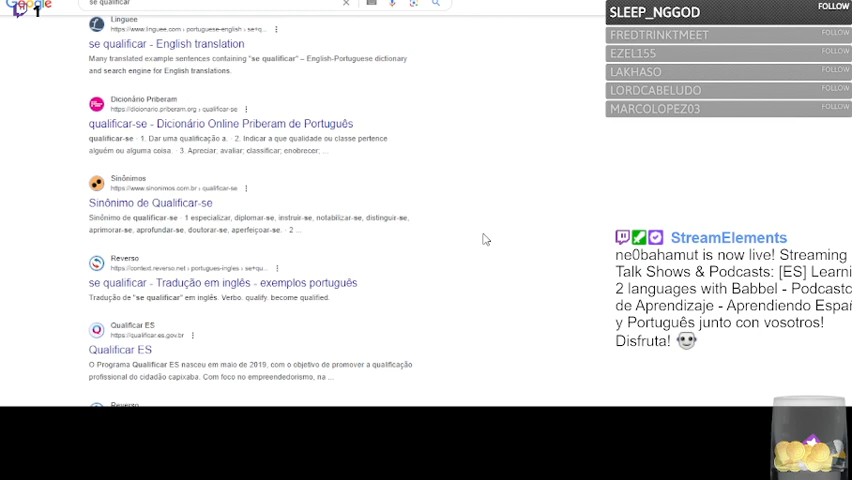 Google
se qualificar
1
Linguee
https://www.linguee.com › portuguese-english › se+q...
se qualificar - English translation
Many translated example sentences containing "se qualificar" – English-Portuguese dictionary
and search engine for English translations.
Dicionário Priberam
https://dicionario.priberam.org › qualificar-se
qualificar-se - Dicionário Online Priberam de Português
qualificar-se · 1. Dar uma qualificação a. · 2. Indicar a que qualidade ou classe pertence
alguém ou alguma coisa. · 3. Apreciar, avaliar; classificar; enobrecer; ...
Sinônimos
https://www.sinonimos.com.br › qualificar-se
Sinônimo de Qualificar-se
Sinônimo de qualificar-se · 1 especializar, diplomar-se, instruir-se, notabilizar-se, distinguir-se,
aprimorar-se, aprofundar-se, doutorar-se, aperfeiçoar-se. · 2 ...
Reverso
https://context.reverso.net › portugues-ingles › se+qu...
se qualificar - Tradução em inglês - exemplos português
Tradução de "se qualificar" em inglês. Verbo. qualify. become qualified.
Qualificar ES
https://qualificar.es.gov.br
Qualificar ES
O Programa Qualificar ES nasceu em maio de 2019, com o objetivo de promover a qualificação
profissional do cidadão capixaba. Com foco no empreendedorismo, na ...
SLEEP_NGGOD FOLLOW
FREDTRINKTMEET FOLLOW
EZEL155 FOLLOW
LAKHASO FOLLOW
LORDCABELUDO FOLLOW
MARCOLOPEZ03 FOLLOW
StreamElements
ne0bahamut is now live! Streaming
Talk Shows & Podcasts: [ES] Learni
2 languages with Babbel - Podcasto
de Aprendizaje - Aprendiendo Españ
y Português junto con vosotros!
Disfruta!